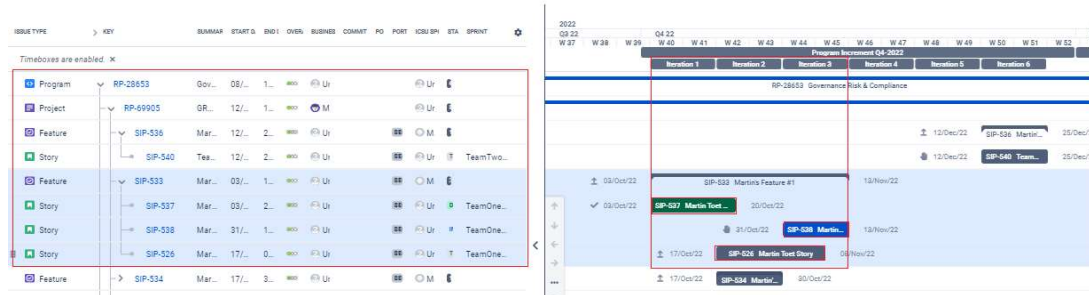 2022
Q3 22 Q4 22
ISSUE TYPE KEY SUMMAR START D END D OVER BUSINES COMMIT PO PORT ICBU SPI STA SPRINT
W 37 W 38 W 39 W 40 W 41 W 42 W 43 W 44 W 45 W 46 W 47 W 48 W 49 W 50 W 51 W 52
Program Increment Q4-2022
Timeboxes are enabled. Iteration 1 Iteration 2 Iteration 3 Iteration 4 Iteration 5 Iteration 6
Program RP-28653 Gov... 08/... 1... Ur Ur RP-28653 Governance Risk & Compliance
Project RP-69905 GR... 12/... 1... M
Feature SIP-536 Mar... 12/... 2... Ur M 12/Dec/22 SIP-536 Martin'... 25/Dec/
Story SIP-540 Tea... 12/... 2... Ur Ur TeamTwo... 12/Dec/22 SIP-540 Team... 25/Dec/
Feature SIP-533 Mar... 03/... 1... Ur M 03/Oct/22 SIP-533 Martin's Feature #1 13/Nov/22
Story SIP-537 Mar... 03/... 2... Ur Ur TeamOne... 03/Oct/22 SIP-537 Martin Test ... 20/Oct/22
Story SIP-538 Mar... 31/... 1... Ur Ur TeamOne... 31/Oct/22 SIP-538 Martin... 13/Nov/22
Story SIP-526 Mar... 17/... 0... Ur Ur TeamOne... 17/Oct/22 SIP-526 Martin Test Story 06/Nov/22
Feature SIP-534 Mar... 17/... 3... Ur M 17/Oct/22 SIP-534 Martin'... 30/Oct/22